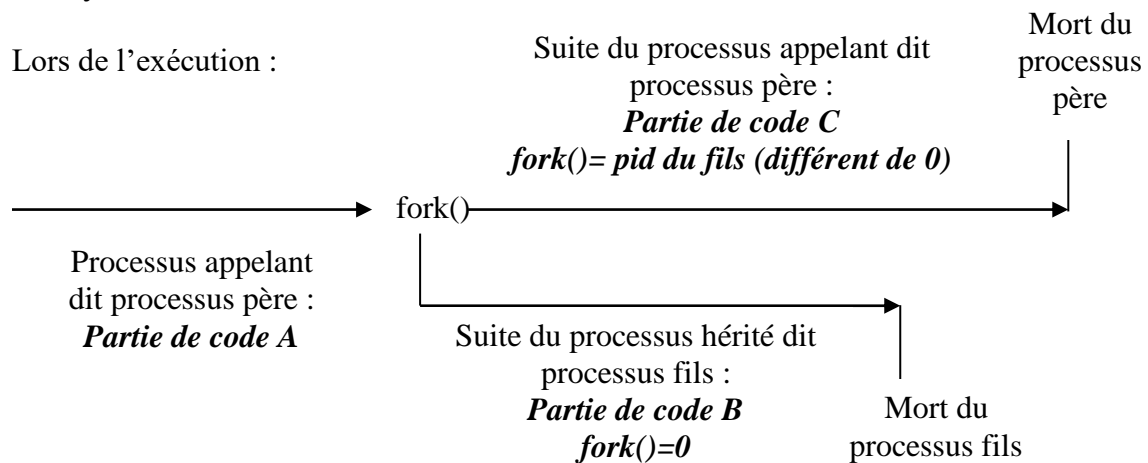 Lors de l’exécution :
Suite du processus appelant dit
processus père :
Partie de code C
fork()= pid du fils (différent de 0)
Mort du
processus
père
fork()
Processus appelant
dit processus père :
Partie de code A
Suite du processus hérité dit
processus fils :
Partie de code B
fork()=0
Mort du
processus fils